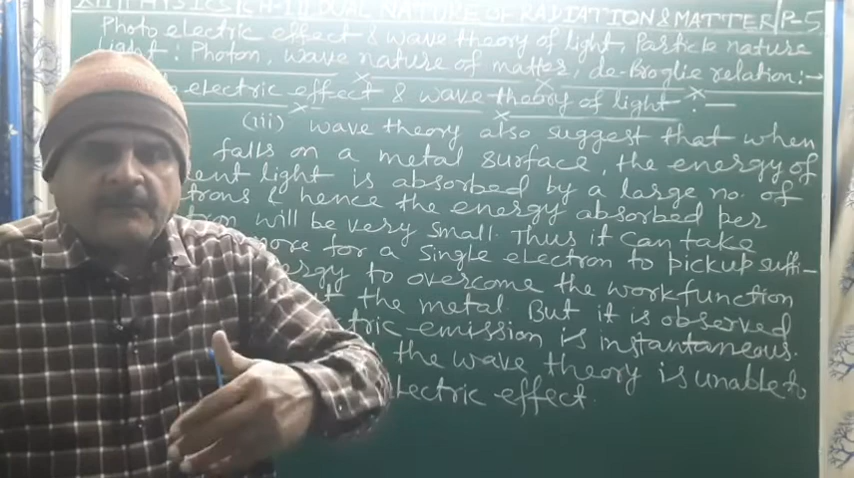 XII | PHYSICS | CH-11 DUAL NATURE OF RADIATION & MATTER | P-5
Photo electric effect & wave theory of light, Particle nature
light : Photon, wave nature of matter, de-Broglie relation:→
electric effect & wave theory of light :—
(iii) wave theory also suggest that when
falls on a metal surface, the energy of
ent light is absorbed by a large no. of
trons & hence the energy absorbed per
will be very small. Thus it can take
more for a single electron to pickup suffi-
rgy to overcome the workfunction
the metal. But it is observed
tric-emission is instantaneous.
the wave theory is unable to
lectric effect.